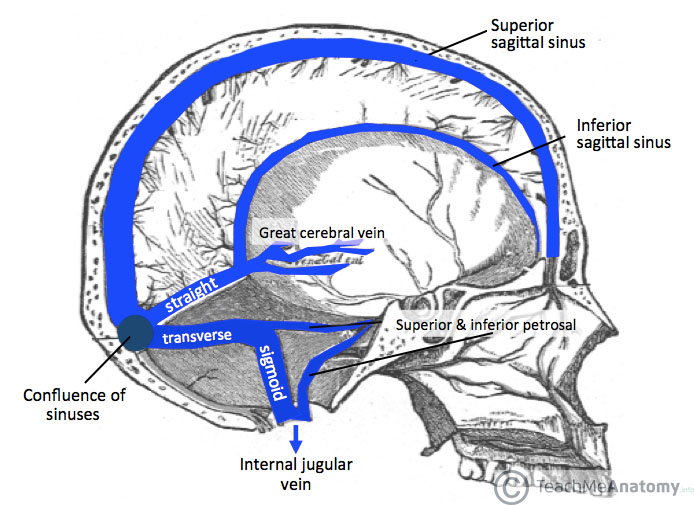 Superior
sagittal sinus
Inferior
sagittal sinus
Great cerebral vein
straight
Superior & inferior petrosal
transverse
sigmoid
Confluence of
sinuses
Internal jugular
vein
© TeachMeAnatomy